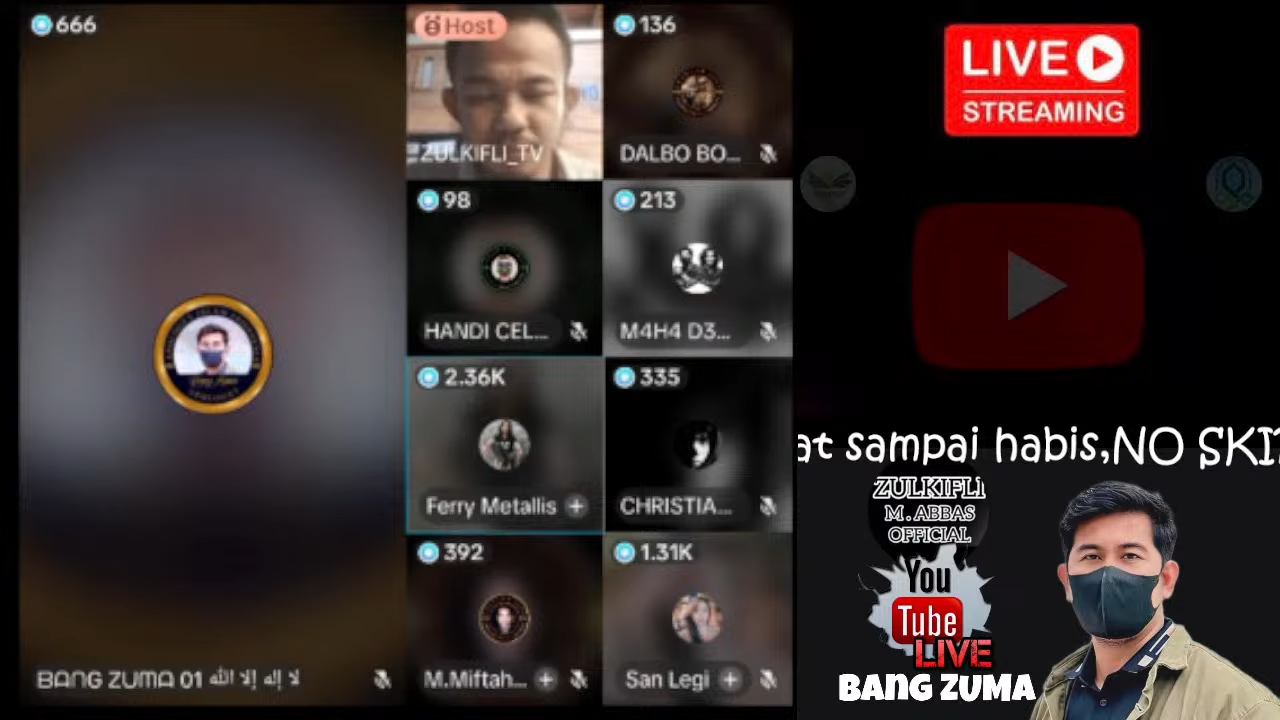 666
Host
ZULKIFLI_TV
136
DALBO BO...
98
HANDI CEL...
213
M4H4 D3...
2.36K
Ferry Metallis
335
CHRISTIA...
392
M.Miftah...
1.31K
San Legi
BANG ZUMA 01 لا إله إلا الله
LIVE
STREAMING
at sampai habis,NO SKI
ZULKIFLI
M. ABBAS
OFFICIAL
You
Tube
LIVE
BANG ZUMA